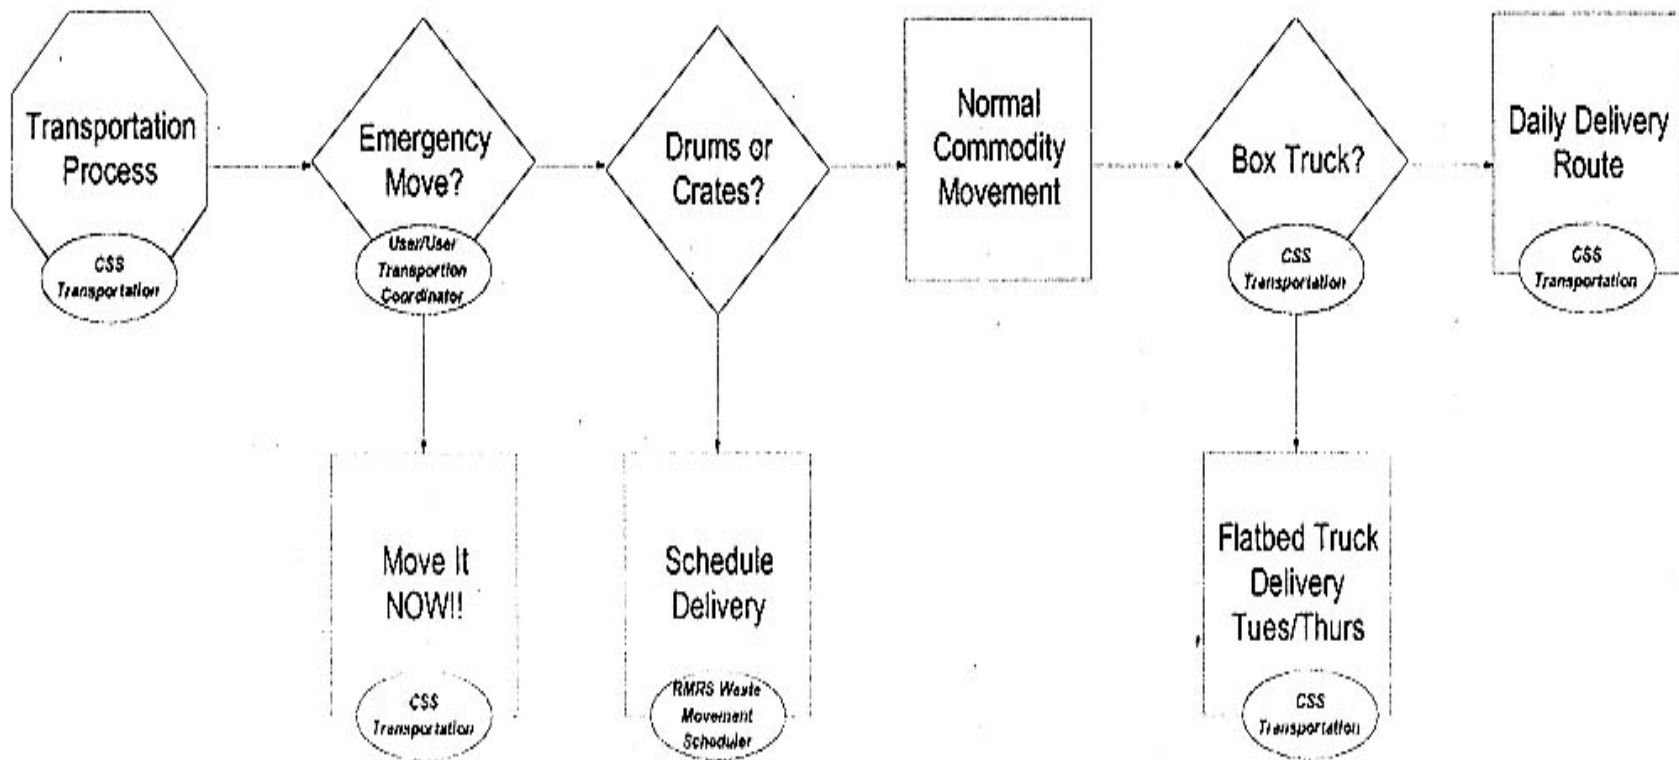 Transportation
Process
CSS
Transportation
Emergency
Move?
User/User
Transportion
Coordinator
Drums or
Crates?
Normal
Commodity
Movement
Box Truck?
CSS
Transportation
Daily Delivery
Route
CSS
Transportation
Move It
NOW!!
CSS
Transportation
Schedule
Delivery
RMRS Waste
Movement
Scheduler
Flatbed Truck
Delivery
Tues/Thurs
CSS
Transportation